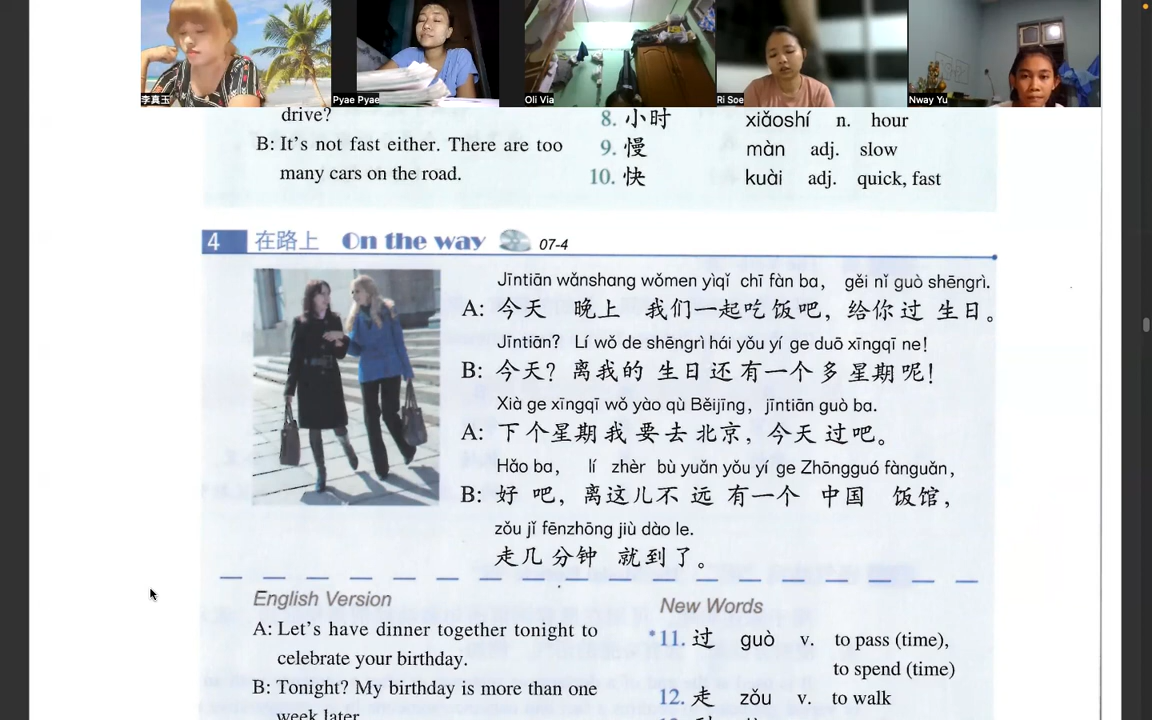 李真玉
Pyae Pyae
Oli Via
Ri Soe
Nway Yu
drive?
B: It's not fast either. There are too
many cars on the road.
8. 小时 xiǎoshí n. hour
9. 慢 màn adj. slow
10. 快 kuài adj. quick, fast
4 在路上 On the way 07-4
Jīntiān wǎnshang wǒmen yìqǐ chī fàn ba, gěi nǐ guò shēngrì.
A: 今天 晚上 我们一起吃饭吧, 给你过 生日。
Jīntiān? Lí wǒ de shēngrì hái yǒu yí ge duō xīngqī ne!
B: 今天? 离我的 生日还有一个多 星期呢!
Xià ge xīngqī wǒ yào qù Běijīng, jīntiān guò ba.
A: 下个星期我 要去 北京, 今天 过吧。
Hǎo ba, lí zhèr bù yuǎn yǒu yí ge Zhōngguó fànguǎn,
B: 好 吧, 离这儿不 远 有一个 中国 饭馆,
zǒu jǐ fēnzhōng jiù dào le.
走几 分钟 就到了。
English Version
A: Let's have dinner together tonight to
celebrate your birthday.
B: Tonight? My birthday is more than one
week later.
New Words
*11. 过 guò v. to pass (time),
to spend (time)
12. 走 zǒu v. to walk